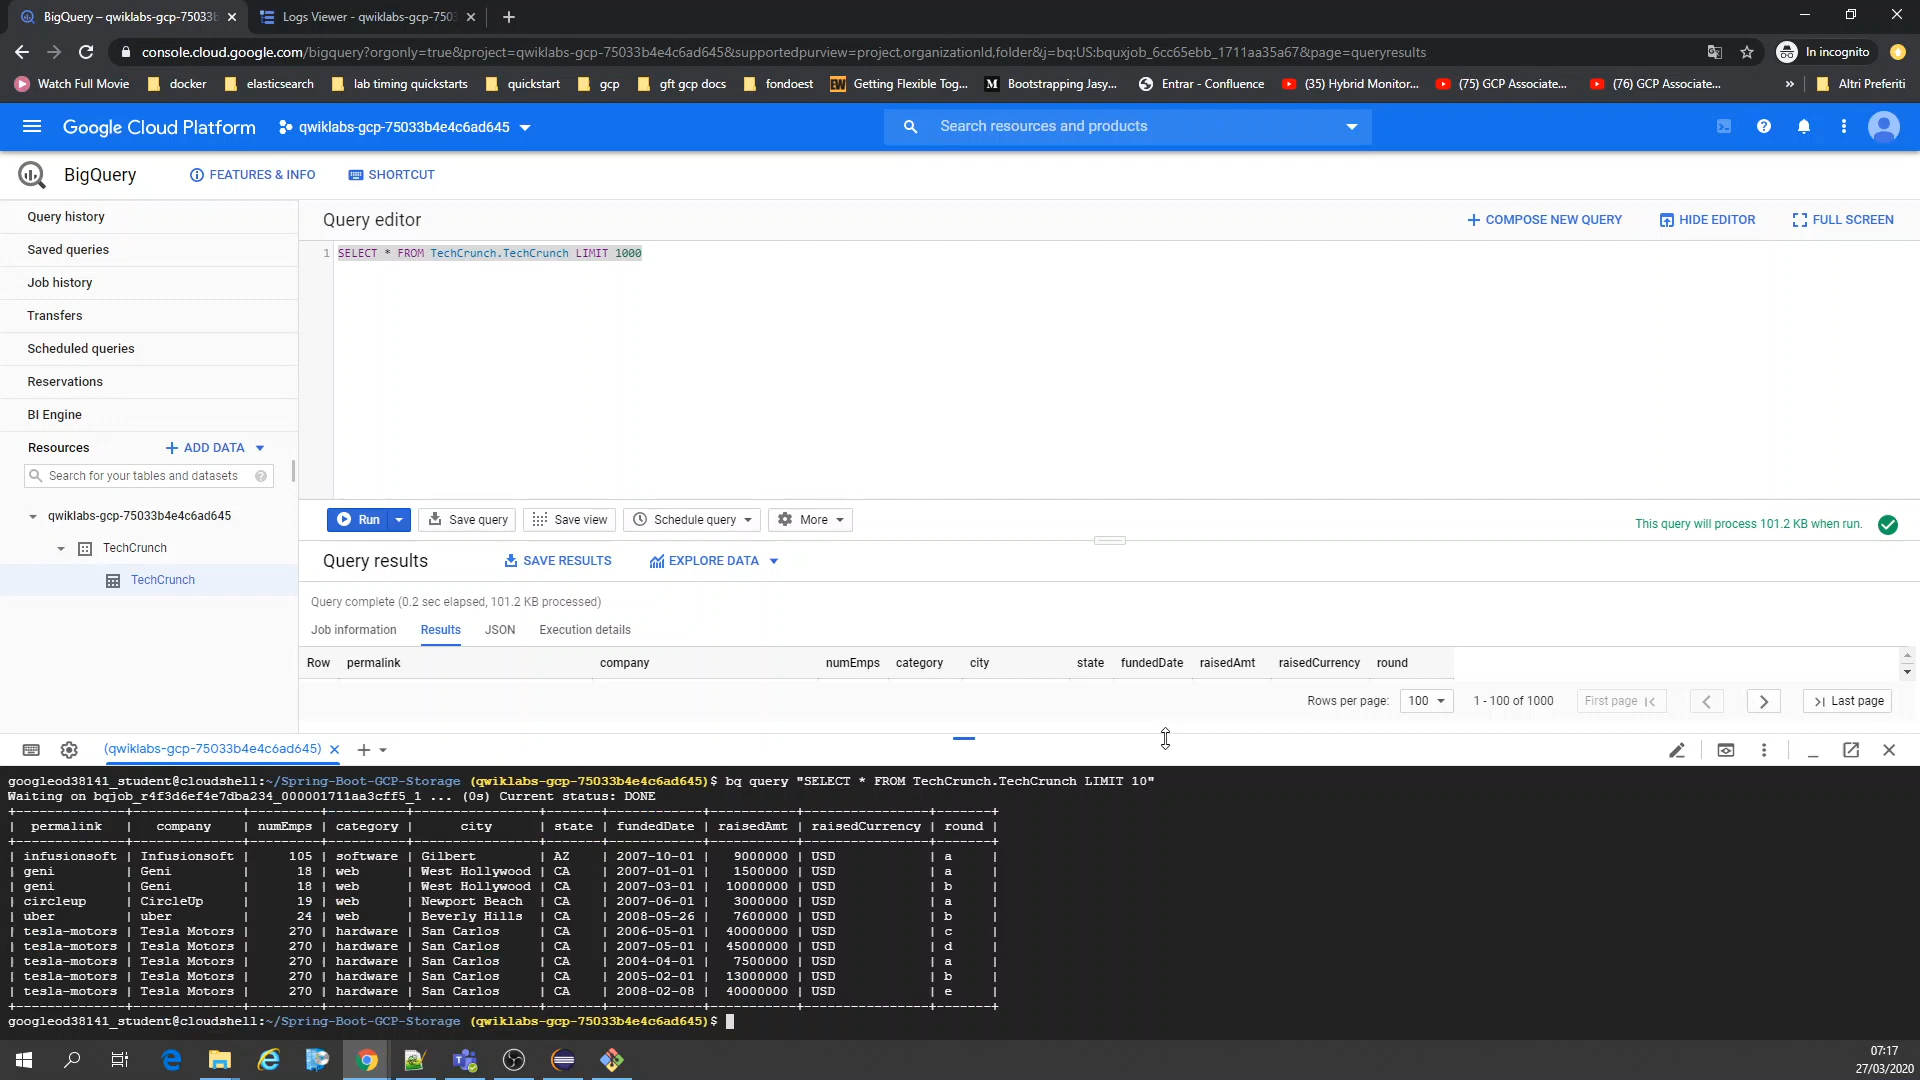 BigQuery – qwiklabs-gcp-75033b
Logs Viewer - qwiklabs-gcp-7503
console.cloud.google.com/bigquery?orgonly=true&project=qwiklabs-gcp-75033b4e4c6ad645&supportedpurview=project,organizationId,folder&j=bq:US:bquxjob_6cc65ebb_1711aa35a67&page=queryresults
In incognito
Watch Full Movie
docker
elasticsearch
lab timing quickstarts
quickstart
gcp
gft gcp docs
fondoest
Getting Flexible Tog...
Bootstrapping Jasy...
Entrar - Confluence
(35) Hybrid Monitor...
(75) GCP Associate...
(76) GCP Associate...
»
Altri Preferiti
Google Cloud Platform
qwiklabs-gcp-75033b4e4c6ad645
Search resources and products
BigQuery
FEATURES & INFO
SHORTCUT
Query history
Saved queries
Job history
Transfers
Scheduled queries
Reservations
BI Engine
Resources
+ ADD DATA
Search for your tables and datasets
qwiklabs-gcp-75033b4e4c6ad645
TechCrunch
TechCrunch
Query editor
+ COMPOSE NEW QUERY
HIDE EDITOR
FULL SCREEN
1 SELECT * FROM TechCrunch.TechCrunch LIMIT 1000
Run
Save query
Save view
Schedule query
More
This query will process 101.2 KB when run.
Query results
SAVE RESULTS
EXPLORE DATA
Query complete (0.2 sec elapsed, 101.2 KB processed)
Job information
Results
JSON
Execution details
Row permalink company numEmps category city state fundedDate raisedAmt raisedCurrency round
Rows per page: 100 1 - 100 of 1000 First page Last page
(qwiklabs-gcp-75033b4e4c6ad645)
googleod38141_student@cloudshell:~/Spring-Boot-GCP-Storage (qwiklabs-gcp-75033b4e4c6ad645)$ bq query "SELECT * FROM TechCrunch.TechCrunch LIMIT 10"
Waiting on bqjob_r4f3d6ef4e7dba234_000001711aa3cff5_1 ... (0s) Current status: DONE
| permalink | company | numEmps | category | city | state | fundedDate | raisedAmt | raisedCurrency | round |
| infusionsoft | Infusionsoft | 105 | software | Gilbert | AZ | 2007-10-01 | 9000000 | USD | a |
| geni | Geni | 18 | web | West Hollywood | CA | 2007-01-01 | 1500000 | USD | a |
| geni | Geni | 18 | web | West Hollywood | CA | 2007-03-01 | 10000000 | USD | b |
| circleup | CircleUp | 19 | web | Newport Beach | CA | 2007-06-01 | 3000000 | USD | a |
| uber | uber | 24 | web | Beverly Hills | CA | 2008-05-26 | 7600000 | USD | b |
| tesla-motors | Tesla Motors | 270 | hardware | San Carlos | CA | 2006-05-01 | 40000000 | USD | c |
| tesla-motors | Tesla Motors | 270 | hardware | San Carlos | CA | 2007-05-01 | 45000000 | USD | d |
| tesla-motors | Tesla Motors | 270 | hardware | San Carlos | CA | 2004-04-01 | 7500000 | USD | a |
| tesla-motors | Tesla Motors | 270 | hardware | San Carlos | CA | 2005-02-01 | 13000000 | USD | b |
| tesla-motors | Tesla Motors | 270 | hardware | San Carlos | CA | 2008-02-08 | 40000000 | USD | e |
googleod38141_student@cloudshell:~/Spring-Boot-GCP-Storage (qwiklabs-gcp-75033b4e4c6ad645)$
07:17
27/03/2020